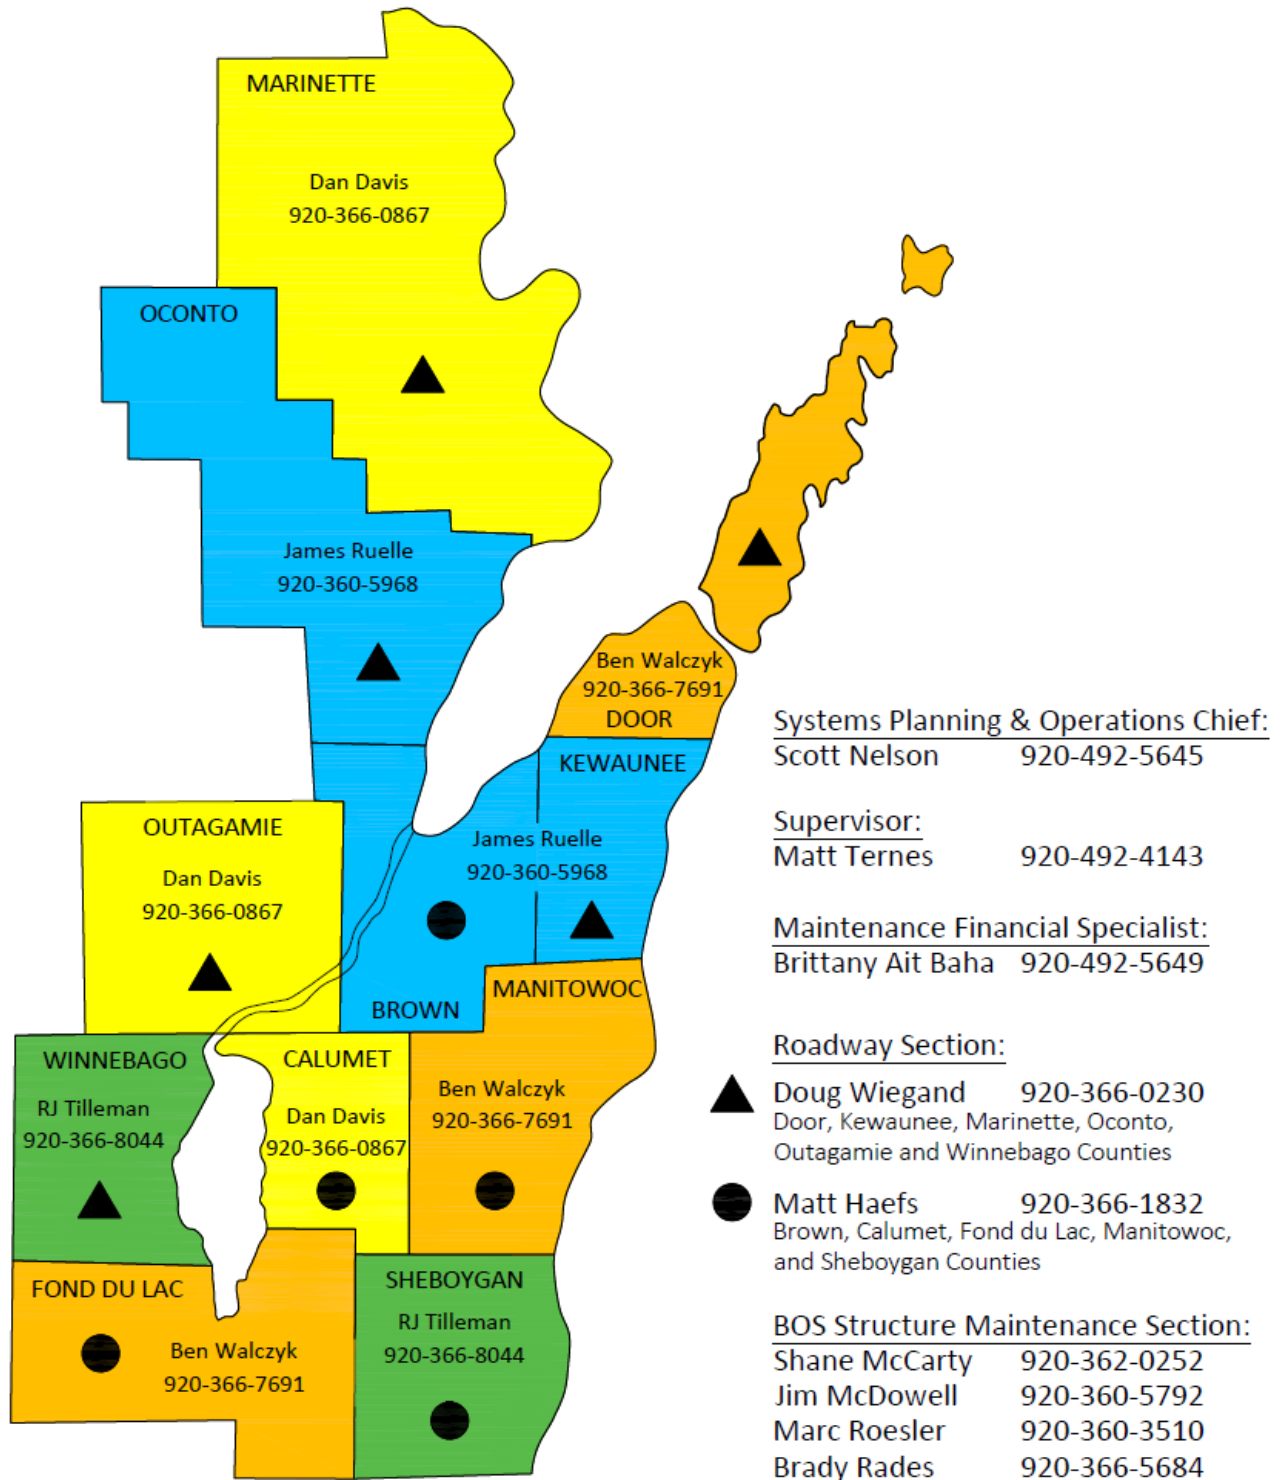 MARINETTE
Dan Davis
920-366-0867
OCONTO
James Ruelle
920-360-5968
Ben Walczyk
920-366-7691
DOOR
KEWAUNEE
James Ruelle
920-360-5968
BROWN
OUTAGAMIE
Dan Davis
920-366-0867
MANITOWOC
Ben Walczyk
920-366-7691
WINNEBAGO
RJ Tilleman
920-366-8044
CALUMET
Dan Davis
920-366-0867
FOND DU LAC
Ben Walczyk
920-366-7691
SHEBOYGAN
RJ Tilleman
920-366-8044
Systems Planning & Operations Chief:
Scott Nelson 920-492-5645
Supervisor:
Matt Ternes 920-492-4143
Maintenance Financial Specialist:
Brittany Ait Baha 920-492-5649
Roadway Section:
Doug Wiegand 920-366-0230
Door, Kewaunee, Marinette, Oconto,
Outagamie and Winnebago Counties
Matt Haefs 920-366-1832
Brown, Calumet, Fond du Lac, Manitowoc,
and Sheboygan Counties
BOS Structure Maintenance Section:
Shane McCarty 920-362-0252
Jim McDowell 920-360-5792
Marc Roesler 920-360-3510
Brady Rades 920-366-5684